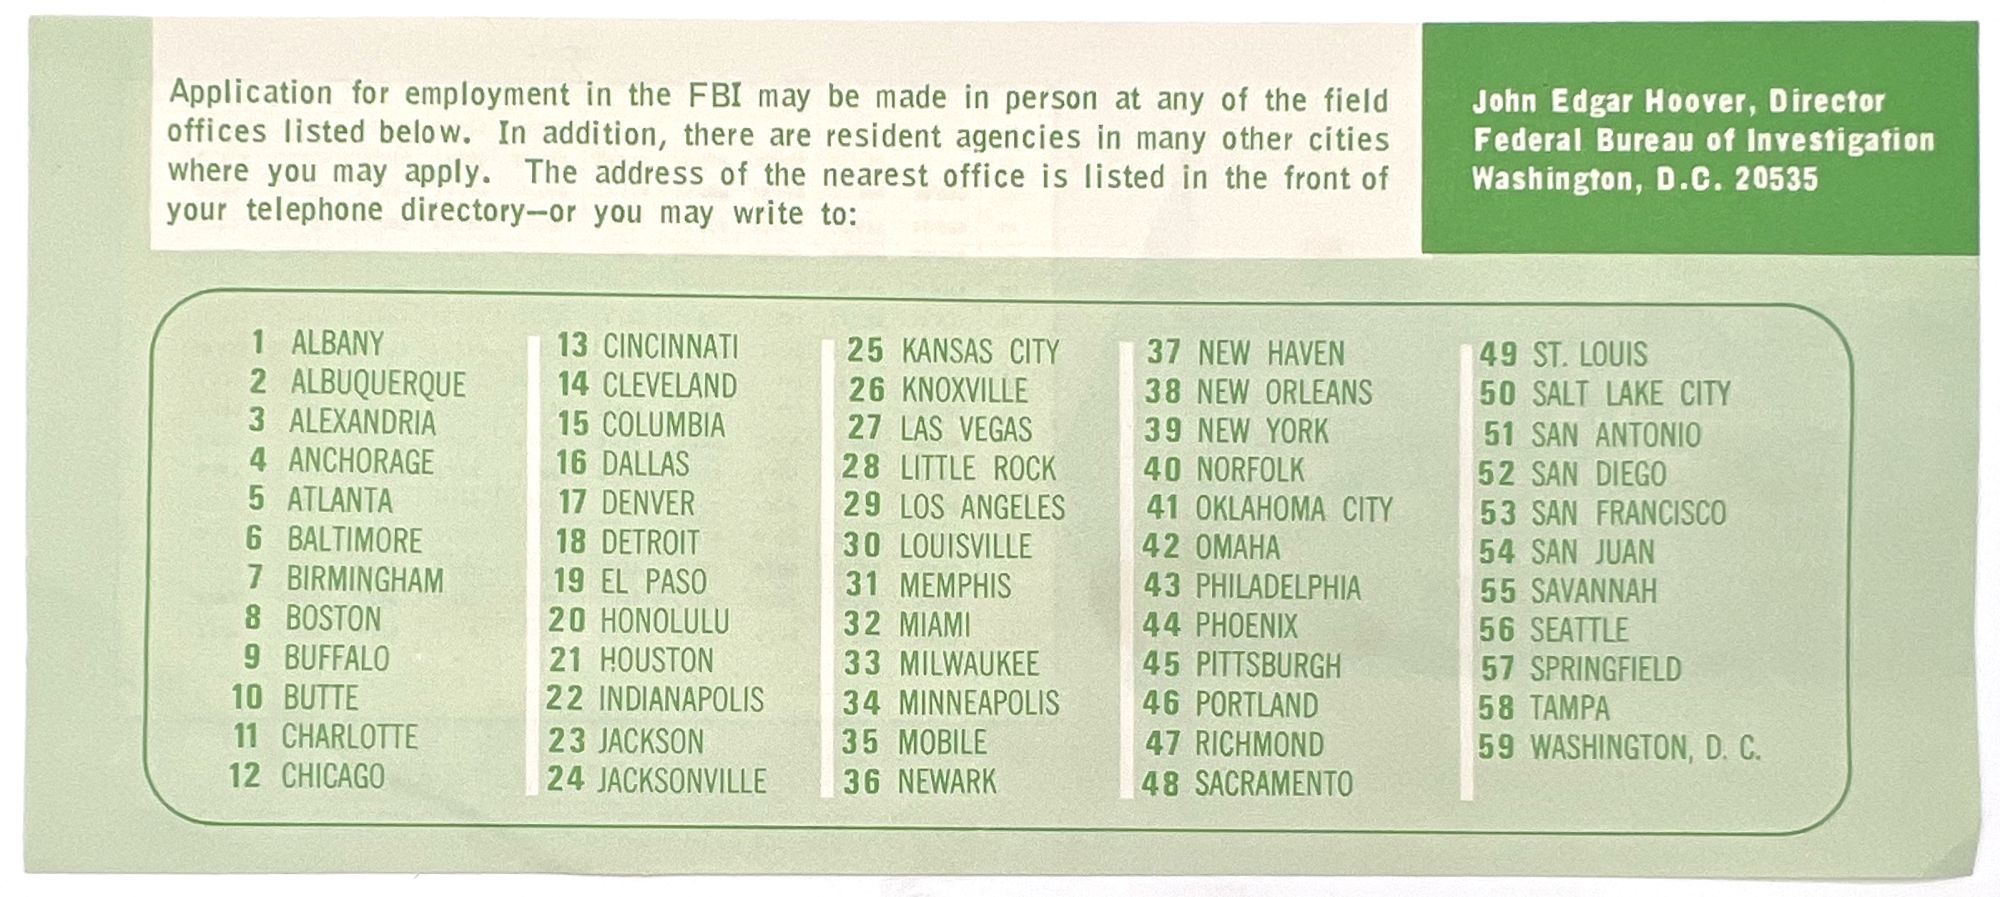 Application for employment in the FBI may be made in person at any of the field
offices listed below. In addition, there are resident agencies in many other cities
where you may apply. The address of the nearest office is listed in the front of
your telephone directory—or you may write to:
John Edgar Hoover, Director
Federal Bureau of Investigation
Washington, D.C. 20535
1 ALBANY
2 ALBUQUERQUE
3 ALEXANDRIA
4 ANCHORAGE
5 ATLANTA
6 BALTIMORE
7 BIRMINGHAM
8 BOSTON
9 BUFFALO
10 BUTTE
11 CHARLOTTE
12 CHICAGO
13 CINCINNATI
14 CLEVELAND
15 COLUMBIA
16 DALLAS
17 DENVER
18 DETROIT
19 EL PASO
20 HONOLULU
21 HOUSTON
22 INDIANAPOLIS
23 JACKSON
24 JACKSONVILLE
25 KANSAS CITY
26 KNOXVILLE
27 LAS VEGAS
28 LITTLE ROCK
29 LOS ANGELES
30 LOUISVILLE
31 MEMPHIS
32 MIAMI
33 MILWAUKEE
34 MINNEAPOLIS
35 MOBILE
36 NEWARK
37 NEW HAVEN
38 NEW ORLEANS
39 NEW YORK
40 NORFOLK
41 OKLAHOMA CITY
42 OMAHA
43 PHILADELPHIA
44 PHOENIX
45 PITTSBURGH
46 PORTLAND
47 RICHMOND
48 SACRAMENTO
49 ST. LOUIS
50 SALT LAKE CITY
51 SAN ANTONIO
52 SAN DIEGO
53 SAN FRANCISCO
54 SAN JUAN
55 SAVANNAH
56 SEATTLE
57 SPRINGFIELD
58 TAMPA
59 WASHINGTON, D. C.